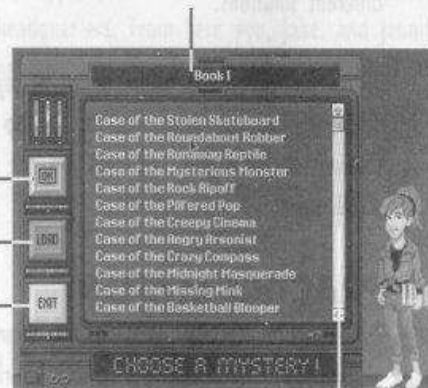 different solution.
Book 1
Case of the Stolen Skateboard
Case of the Roundabout Robber
Case of the Runaway Reptile
Case of the Mysterious Monster
Case of the Rock Ripoff
Case of the Pilfered Pop
Case of the Creepy Cinema
Case of the Angry Arsonist
Case of the Crazy Compass
Case of the Midnight Masquerade
Case of the Missing Mink
Case of the Basketball Blooper
OK
LOAD
EXIT
CHOOSE A MYSTERY!